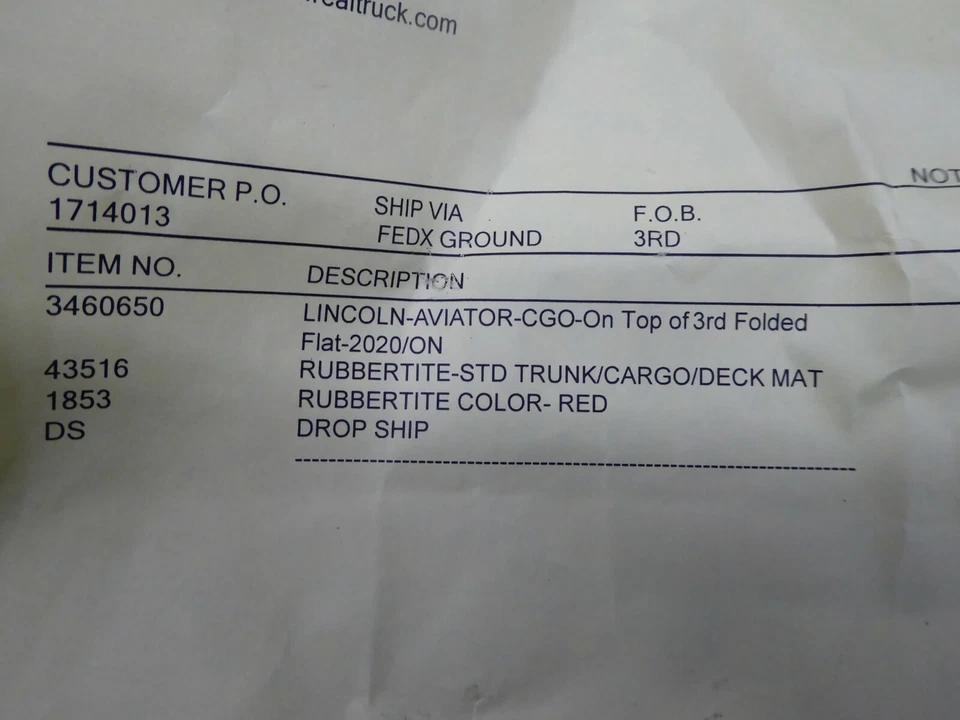 ealtruck.com
NOT
CUSTOMER P.O. SHIP VIA F.O.B.
1714013 FEDX GROUND 3RD
ITEM NO. DESCRIPTION
3460650 LINCOLN-AVIATOR-CGO-On Top of 3rd Folded
Flat-2020/ON
43516 RUBBERTITE-STD TRUNK/CARGO/DECK MAT
1853 RUBBERTITE COLOR- RED
DS DROP SHIP